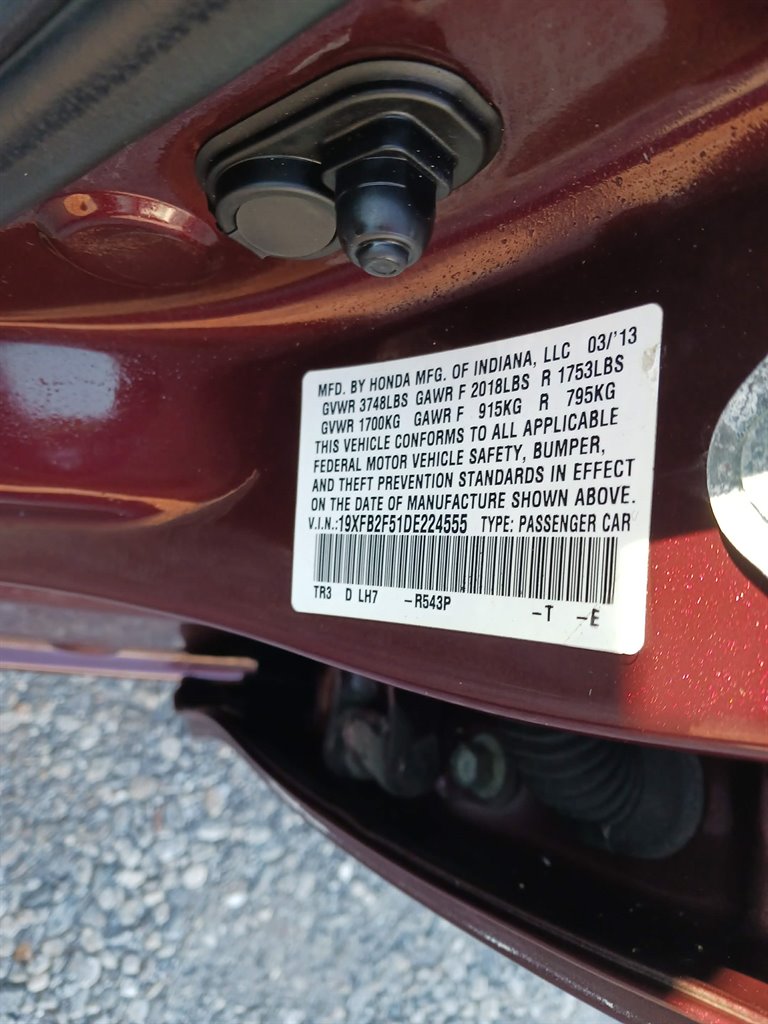 MFD. BY HONDA MFG. OF INDIANA, LLC 03/'13
GVWR 3748LBS GAWR F 2018LBS R 1753LBS
GVWR 1700KG GAWR F 915KG R 795KG
THIS VEHICLE CONFORMS TO ALL APPLICABLE
FEDERAL MOTOR VEHICLE SAFETY, BUMPER,
AND THEFT PREVENTION STANDARDS IN EFFECT
ON THE DATE OF MANUFACTURE SHOWN ABOVE.
V.I.N.:19XFB2F51DE224555 TYPE: PASSENGER CAR
TR3 D LH7 -R543P -T -E